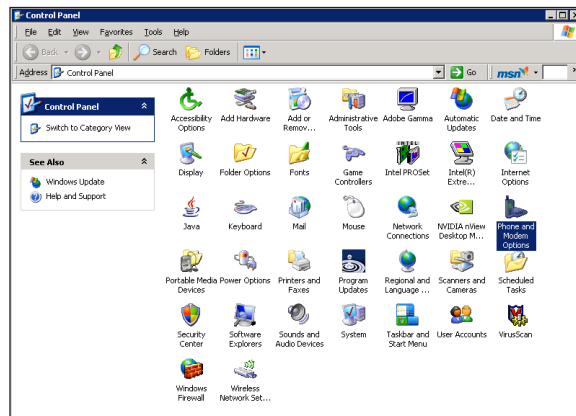 Control Panel
File Edit View Favorites Tools Help
Back Search Folders
Address Control Panel Go msn
Control Panel
Switch to Category View
See Also
Windows Update
Help and Support
Accessibility Options
Add Hardware
Add or Remov...
Administrative Tools
Adobe Gamma
Automatic Updates
Date and Time
Display
Folder Options
Fonts
Game Controllers
Intel PROSet
Intel(R) Extre...
Internet Options
Java
Keyboard
Mail
Mouse
Network Connections
NVIDIA nView Desktop M...
Phone and Modem Options
Portable Media Devices
Power Options
Printers and Faxes
Program Updates
Regional and Language ...
Scanners and Cameras
Scheduled Tasks
Security Center
Software Explorers
Sounds and Audio Devices
System
Taskbar and Start Menu
User Accounts
VirusScan
Windows Firewall
Wireless Network Set...